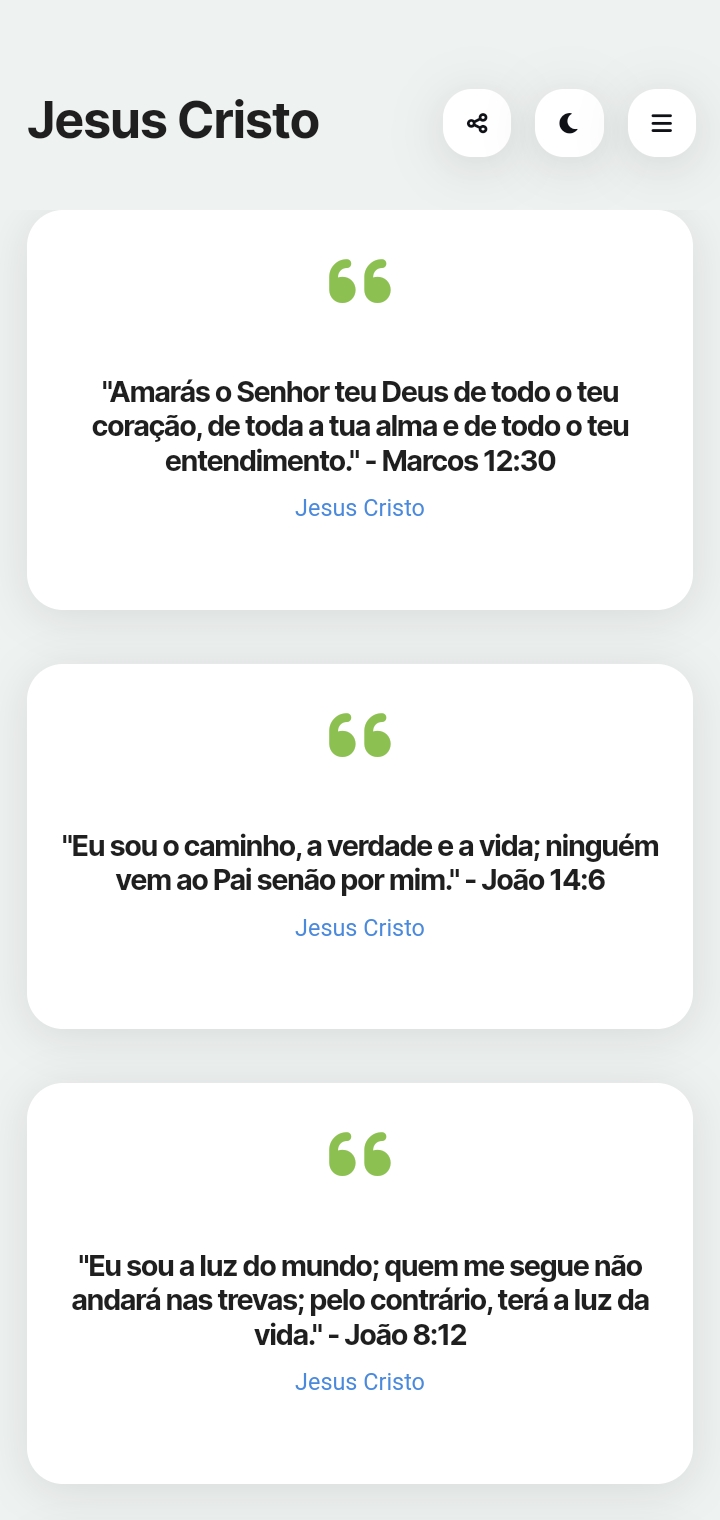 Jesus Cristo
"Amarás o Senhor teu Deus de todo o teu
coração, de toda a tua alma e de todo o teu
entendimento." - Marcos 12:30
Jesus Cristo
"Eu sou o caminho, a verdade e a vida; ninguém
vem ao Pai senão por mim." - João 14:6
Jesus Cristo
"Eu sou a luz do mundo; quem me segue não
andará nas trevas; pelo contrário, terá a luz da
vida." - João 8:12
Jesus Cristo